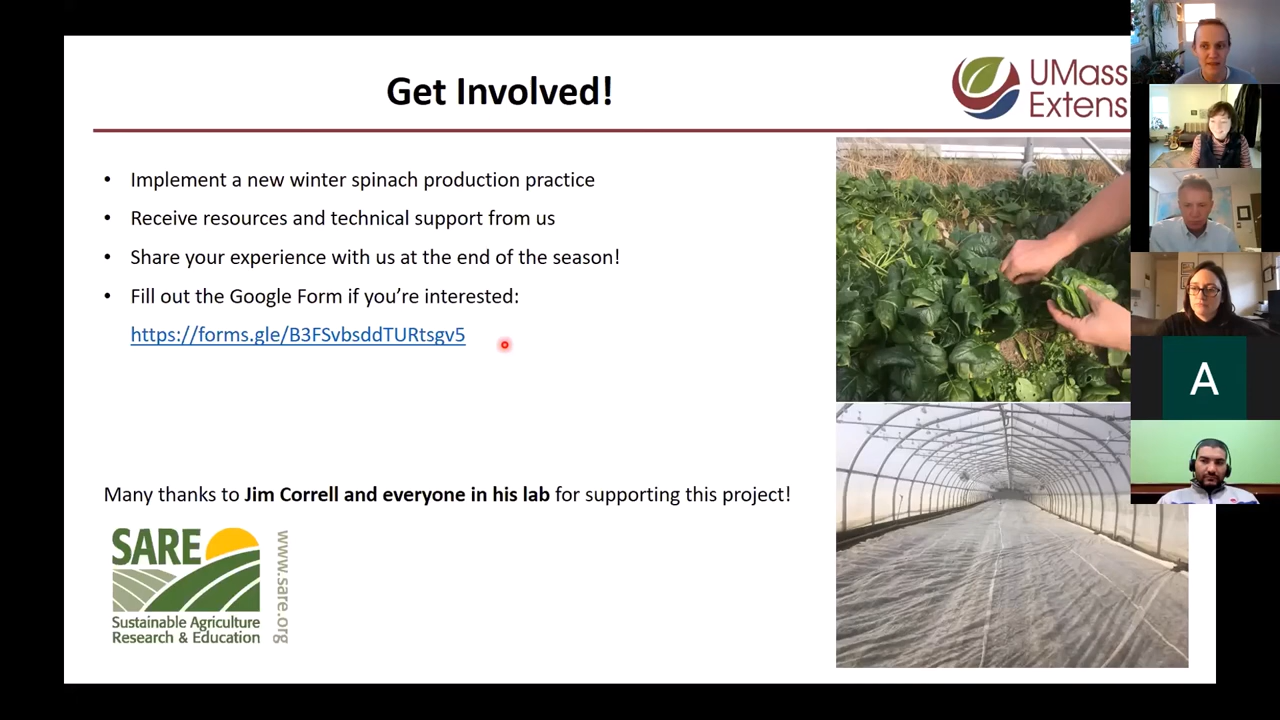 Get Involved!
UMass
Extens
• Implement a new winter spinach production practice
• Receive resources and technical support from us
• Share your experience with us at the end of the season!
• Fill out the Google Form if you’re interested:
https://forms.gle/B3FSvbsddTURtsgv5
A
Many thanks to Jim Correll and everyone in his lab for supporting this project!
SARE
www.sare.org
Sustainable Agriculture
Research & Education